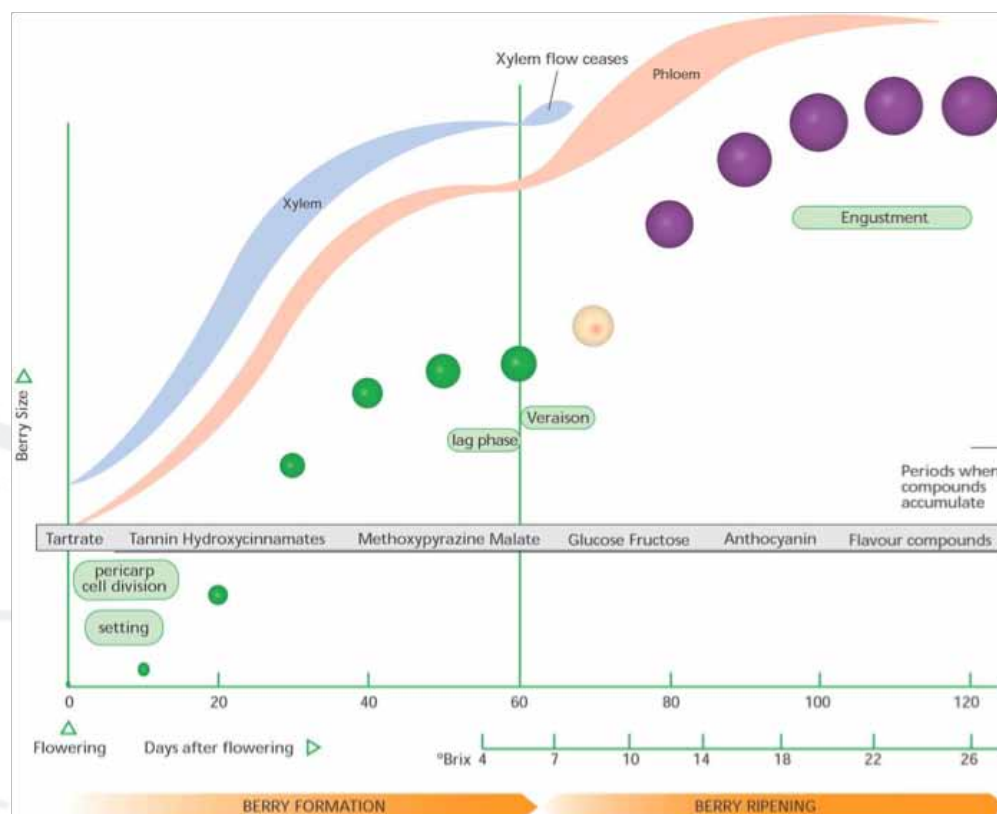 Xylem flow ceases
Phloem
Xylem
Engustment
Berry Size
Veraison
lag phase
Periods when
compounds
accumulate
Tartrate Tannin Hydroxycinnamates Methoxypyrazine Malate Glucose Fructose Anthocyanin Flavour compounds
pericarp
cell division
setting
0 20 40 60 80 100 120
Flowering Days after flowering
°Brix 4 7 10 14 18 22 26
BERRY FORMATION BERRY RIPENING